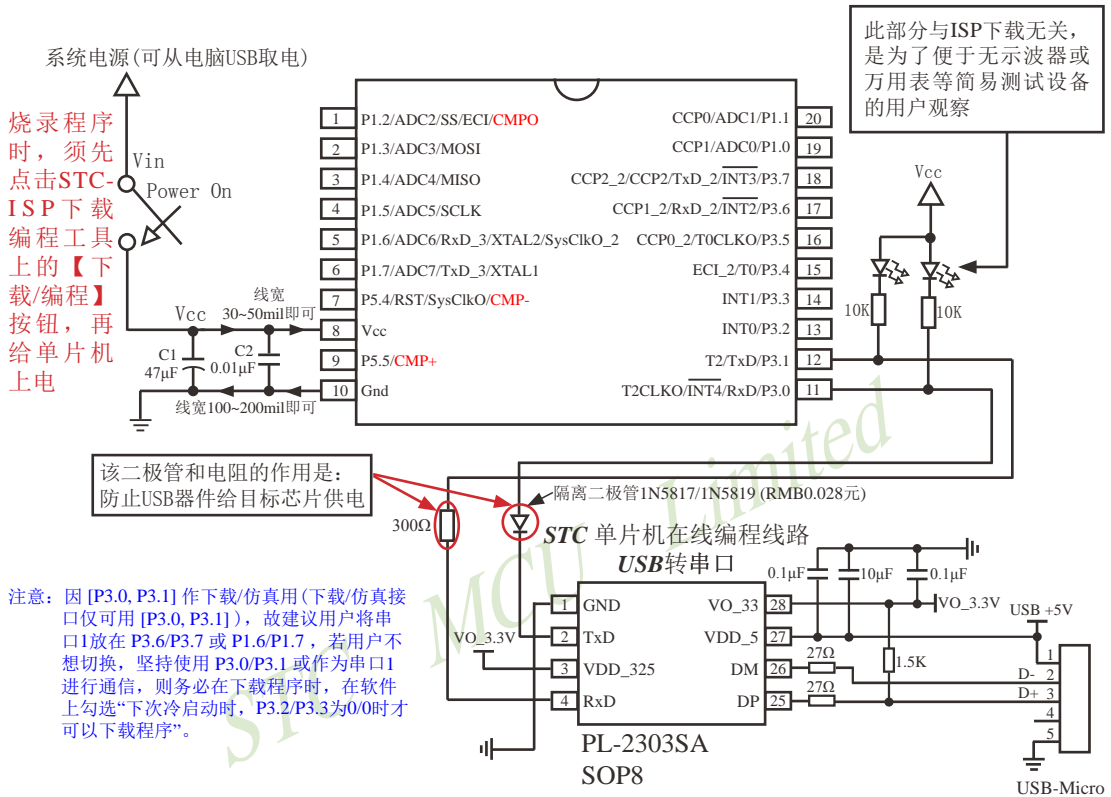 系统电源(可从电脑USB取电)
烧录程序
时，须先
点击STC-
ISP下载
编程工具
上的【下
载/编程】
按钮，再
给单片机
上电
Vin
Power On
Vcc
线宽
30~50mil即可
C1
47μF
C2
0.01μF
线宽100~200mil即可
1 P1.2/ADC2/SS/ECI/CMPO
2 P1.3/ADC3/MOSI
3 P1.4/ADC4/MISO
4 P1.5/ADC5/SCLK
5 P1.6/ADC6/RxD_3/XTAL2/SysClkO_2
6 P1.7/ADC7/TxD_3/XTAL1
7 P5.4/RST/SysClkO/CMP-
8 Vcc
9 P5.5/CMP+
10 Gnd
CCP0/ADC1/P1.1 20
CCP1/ADC0/P1.0 19
CCP2_2/CCP2/TxD_2/INT3/P3.7 18
CCP1_2/RxD_2/INT2/P3.6 17
CCP0_2/T0CLKO/P3.5 16
ECI_2/T0/P3.4 15
INT1/P3.3 14
INT0/P3.2 13
T2/TxD/P3.1 12
T2CLKO/INT4/RxD/P3.0 11
此部分与ISP下载无关，
是为了便于无示波器或
万用表等简易测试设备
的用户观察
Vcc
10K
10K
该二极管和电阻的作用是：
防止USB器件给目标芯片供电
300Ω
隔离二极管1N5817/1N5819 (RMB0.028元)
STC 单片机在线编程线路
USB转串口
注意：因 [P3.0, P3.1] 作下载/仿真用(下载/仿真接
口仅可用 [P3.0, P3.1] )，故建议用户将串
口1放在 P3.6/P3.7 或 P1.6/P1.7，若用户不
想切换，坚持使用 P3.0/P3.1 或作为串口1
进行通信，则务必在下载程序时，在软件
上勾选“下次冷启动时，P3.2/P3.3为0/0时才
可以下载程序”。
VO_3.3V
1 GND
2 TxD
3 VDD_325
4 RxD
VO_33 28
VDD_5 27
DM 26
DP 25
PL-2303SA
SOP8
0.1μF
10μF
0.1μF
VO_3.3V
27Ω
27Ω
1.5K
USB +5V
1
D- 2
D+ 3
4
5
USB-Micro
STC MCU Limited